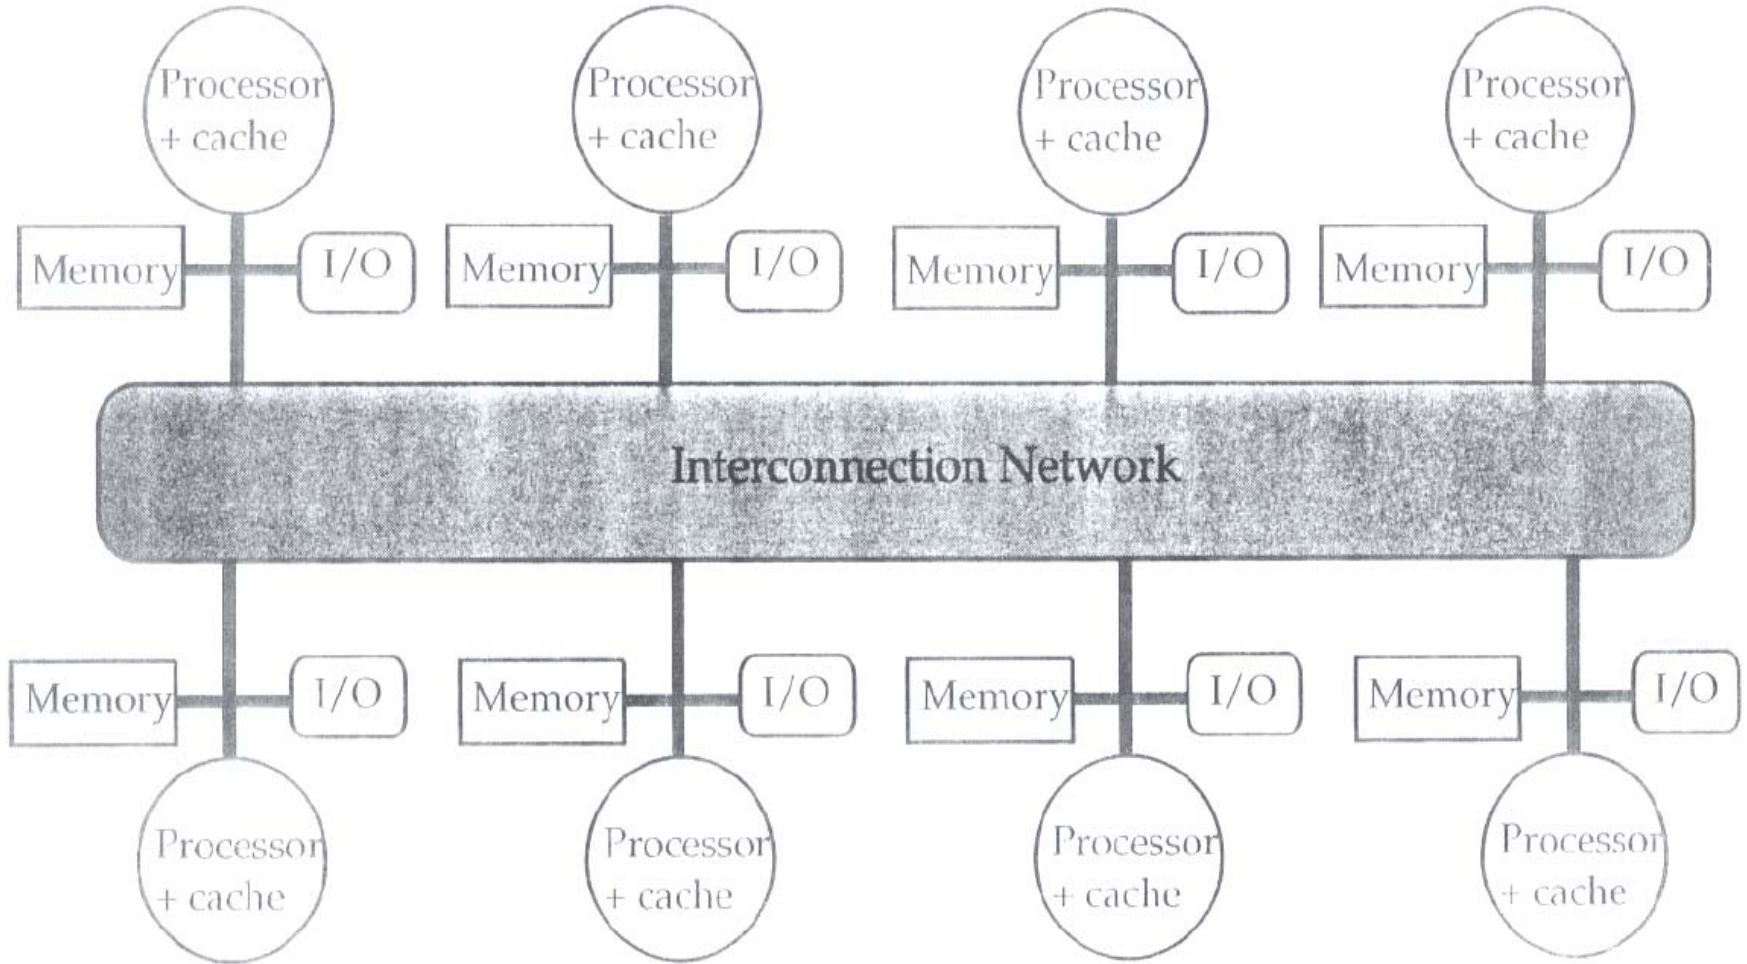 Processor
+ cache
Processor
+ cache
Processor
+ cache
Processor
+ cache
Memory
I/O
Memory
I/O
Memory
I/O
Memory
I/O
Interconnection Network
Memory
I/O
Memory
I/O
Memory
I/O
Memory
I/O
Processor
+ cache
Processor
+ cache
Processor
+ cache
Processor
+ cache